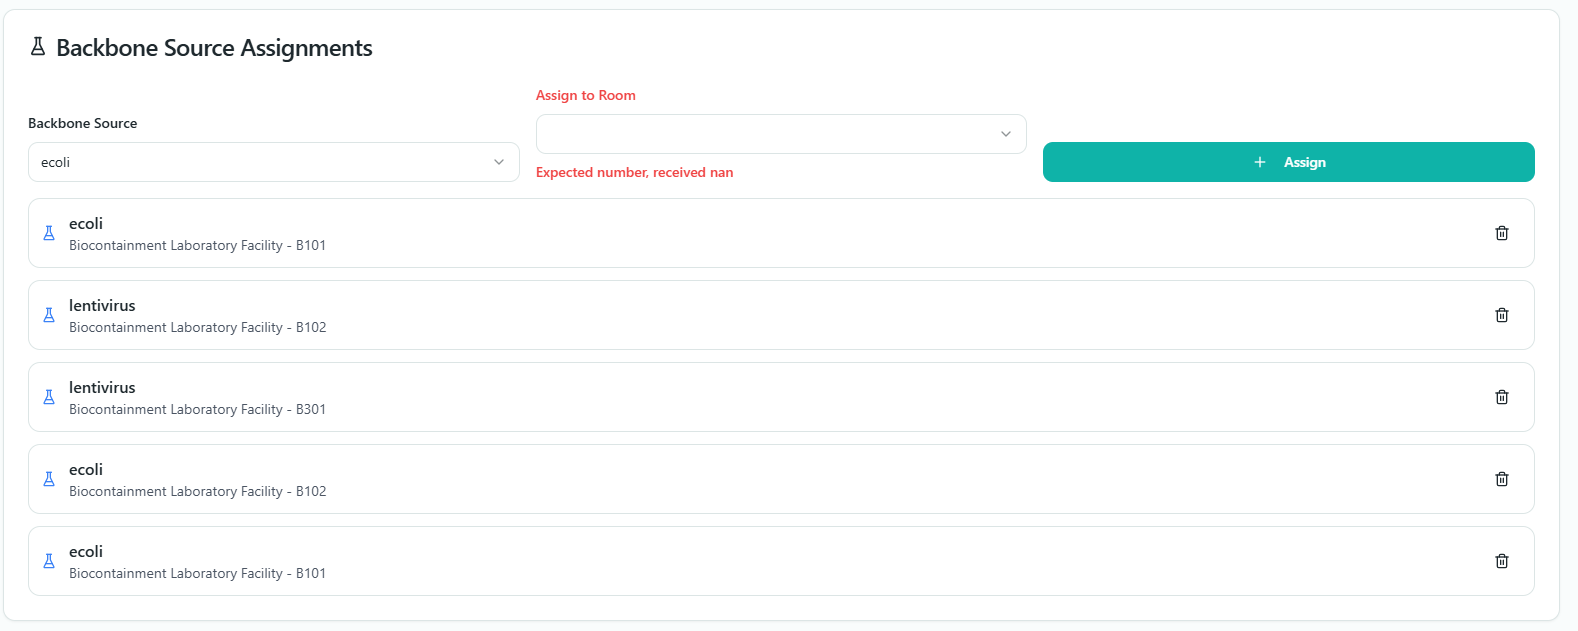 Backbone Source Assignments
Backbone Source
ecoli
Assign to Room
Expected number, received nan
Assign
ecoli
Biocontainment Laboratory Facility - B101
lentivirus
Biocontainment Laboratory Facility - B102
lentivirus
Biocontainment Laboratory Facility - B301
ecoli
Biocontainment Laboratory Facility - B102
ecoli
Biocontainment Laboratory Facility - B101